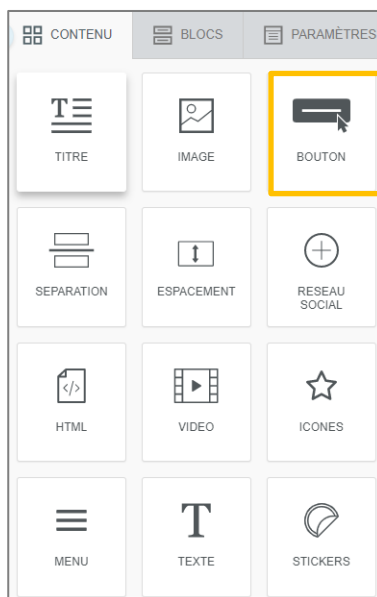 CONTENU BLOCS PARAMÈTRES
TITRE IMAGE BOUTON
SEPARATION ESPACEMENT RESEAU
SOCIAL
HTML VIDEO ICONES
MENU TEXTE STICKERS